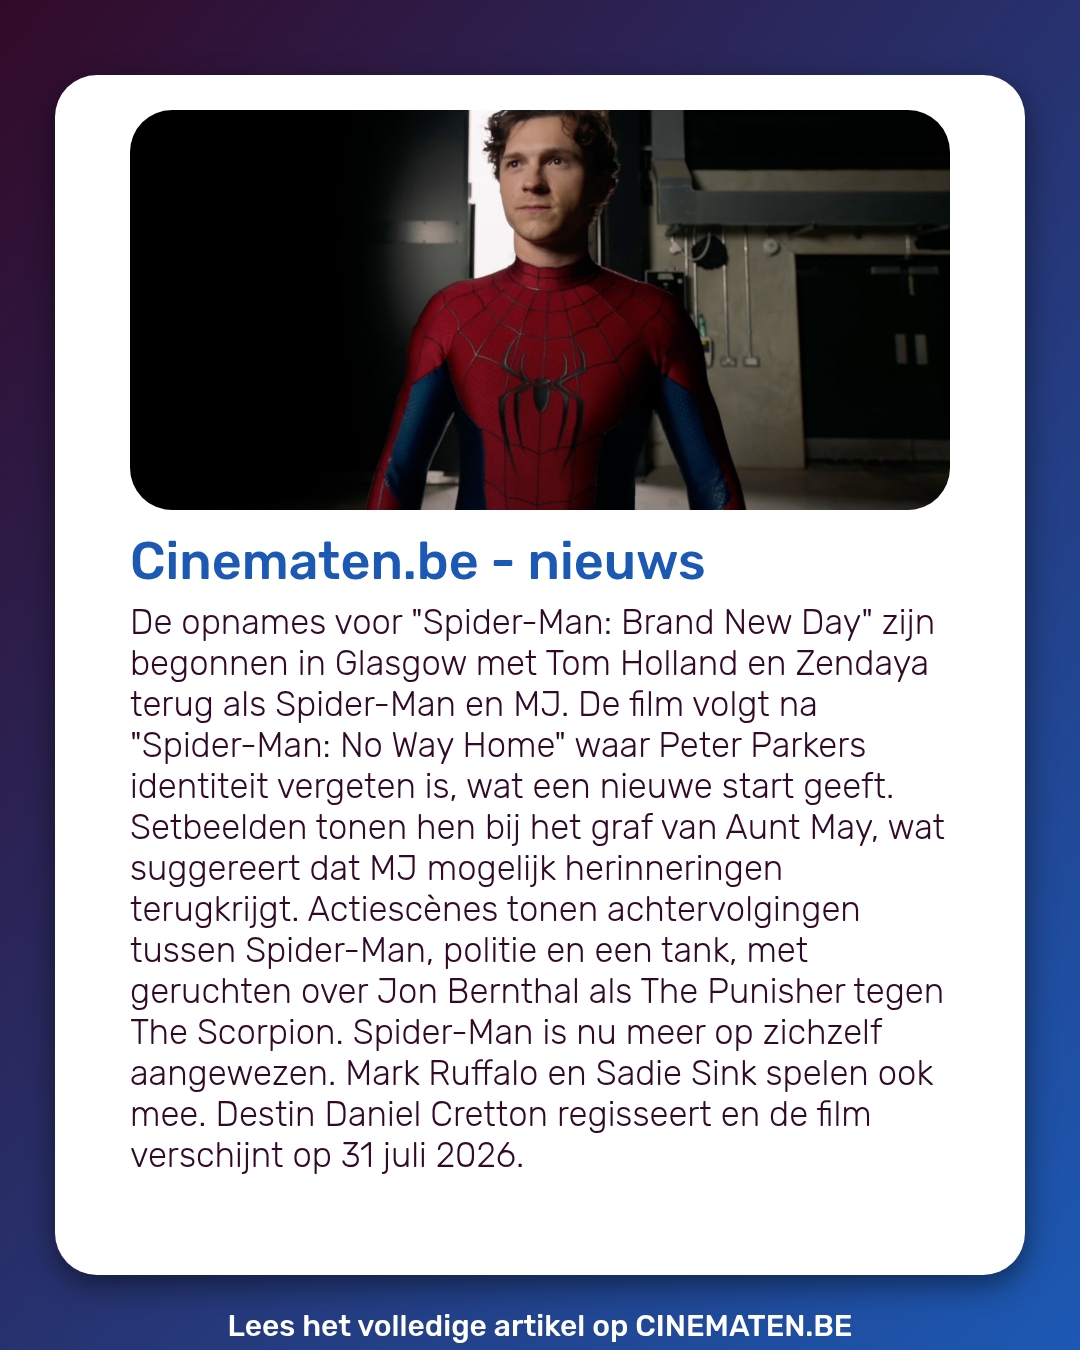 Cinematen.be - nieuws
De opnames voor "Spider-Man: Brand New Day" zijn
begonnen in Glasgow met Tom Holland en Zendaya
terug als Spider-Man en MJ. De film volgt na
"Spider-Man: No Way Home" waar Peter Parkers
identiteit vergeten is, wat een nieuwe start geeft.
Setbeelden tonen hen bij het graf van Aunt May, wat
suggereert dat MJ mogelijk herinneringen
terugkrijgt. Actiescènes tonen achtervolgingen
tussen Spider-Man, politie en een tank, met
geruchten over Jon Bernthal als The Punisher tegen
The Scorpion. Spider-Man is nu meer op zichzelf
aangewezen. Mark Ruffalo en Sadie Sink spelen ook
mee. Destin Daniel Cretton regisseert en de film
verschijnt op 31 juli 2026.
Lees het volledige artikel op CINEMATEN.BE